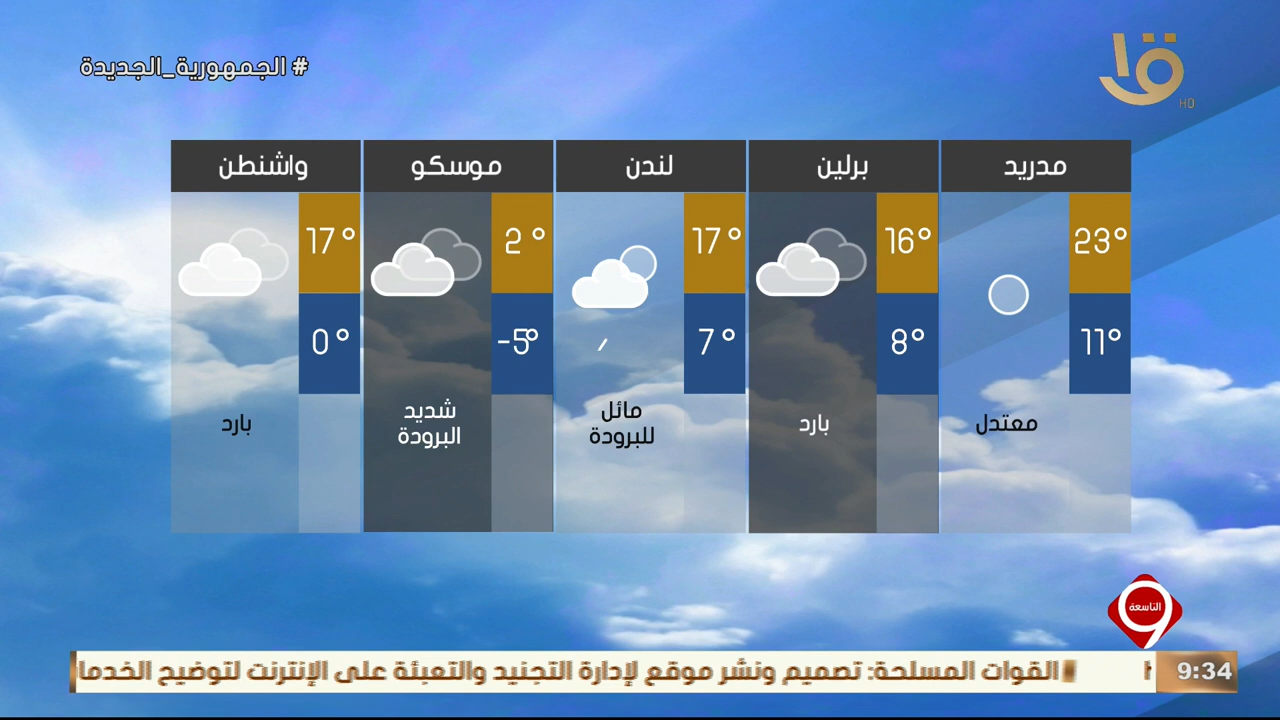 # الجمهورية_الجديدة
HD
مدريد
23°
11°
معتدل
برلين
16°
8°
بارد
لندن
17°
7°
مائل
للبرودة
موسكو
2°
-5°
شديد
البرودة
واشنطن
17°
0°
بارد
التاسعة
9
9:34
القوات المسلحة: تصميم ونشر موقع لإدارة التجنيد والتعبئة على الإنترنت لتوضيح الخدما